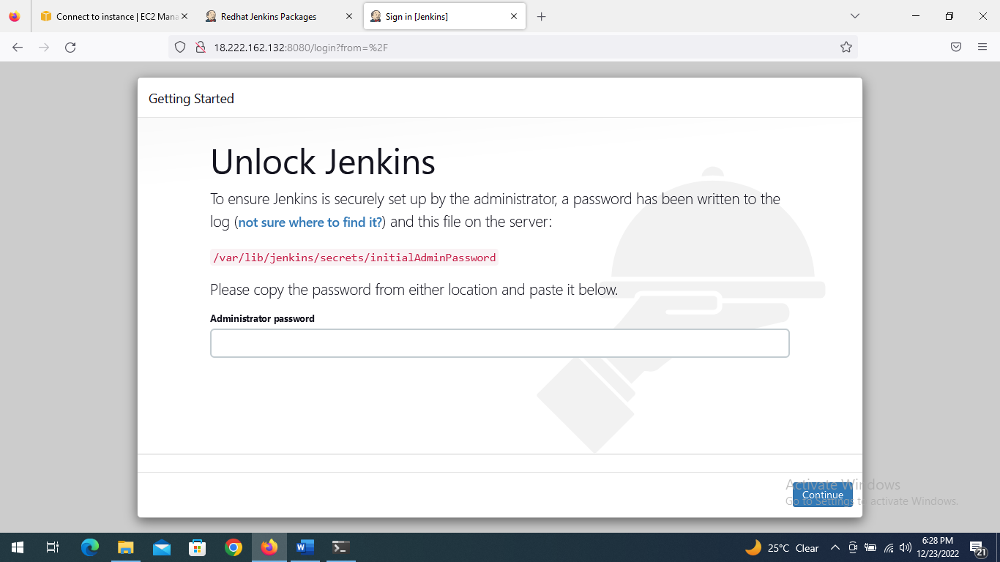 Connect to instance | EC2 Mana
Redhat Jenkins Packages
Sign in [Jenkins]
18.222.162.132:8080/login?from=%2F
Getting Started
Unlock Jenkins
To ensure Jenkins is securely set up by the administrator, a password has been written to the
log (not sure where to find it?) and this file on the server:
/var/lib/jenkins/secrets/initialAdminPassword
Please copy the password from either location and paste it below.
Administrator password
Activate Windows
Continue
Go to Settings to activate Windows.
25°C Clear
6:28 PM
12/23/2022
21